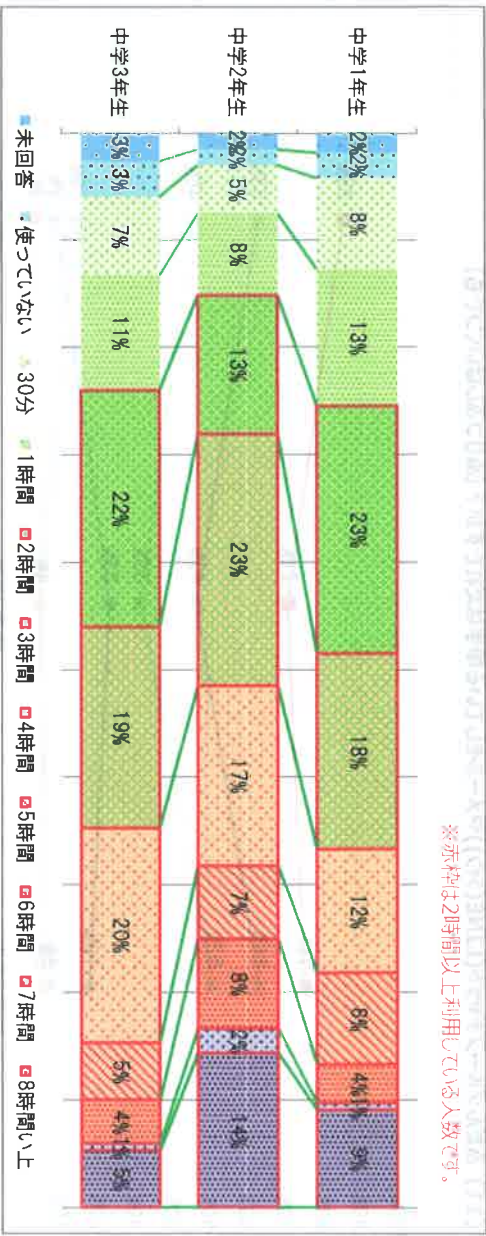 ※赤枠は2時間以上利用している人数です。
中学1年生 2% 2% 8% 13% 23% 18% 12% 8% 4% 1% 9%
中学2年生 2% 2% 5% 8% 13% 23% 17% 7% 8% 2% 14%
中学3年生 3% 3% 7% 11% 22% 19% 20% 5% 4% 1% 5%
未回答 使っていない 30分 1時間 2時間 3時間 4時間 5時間 6時間 7時間 8時間い上